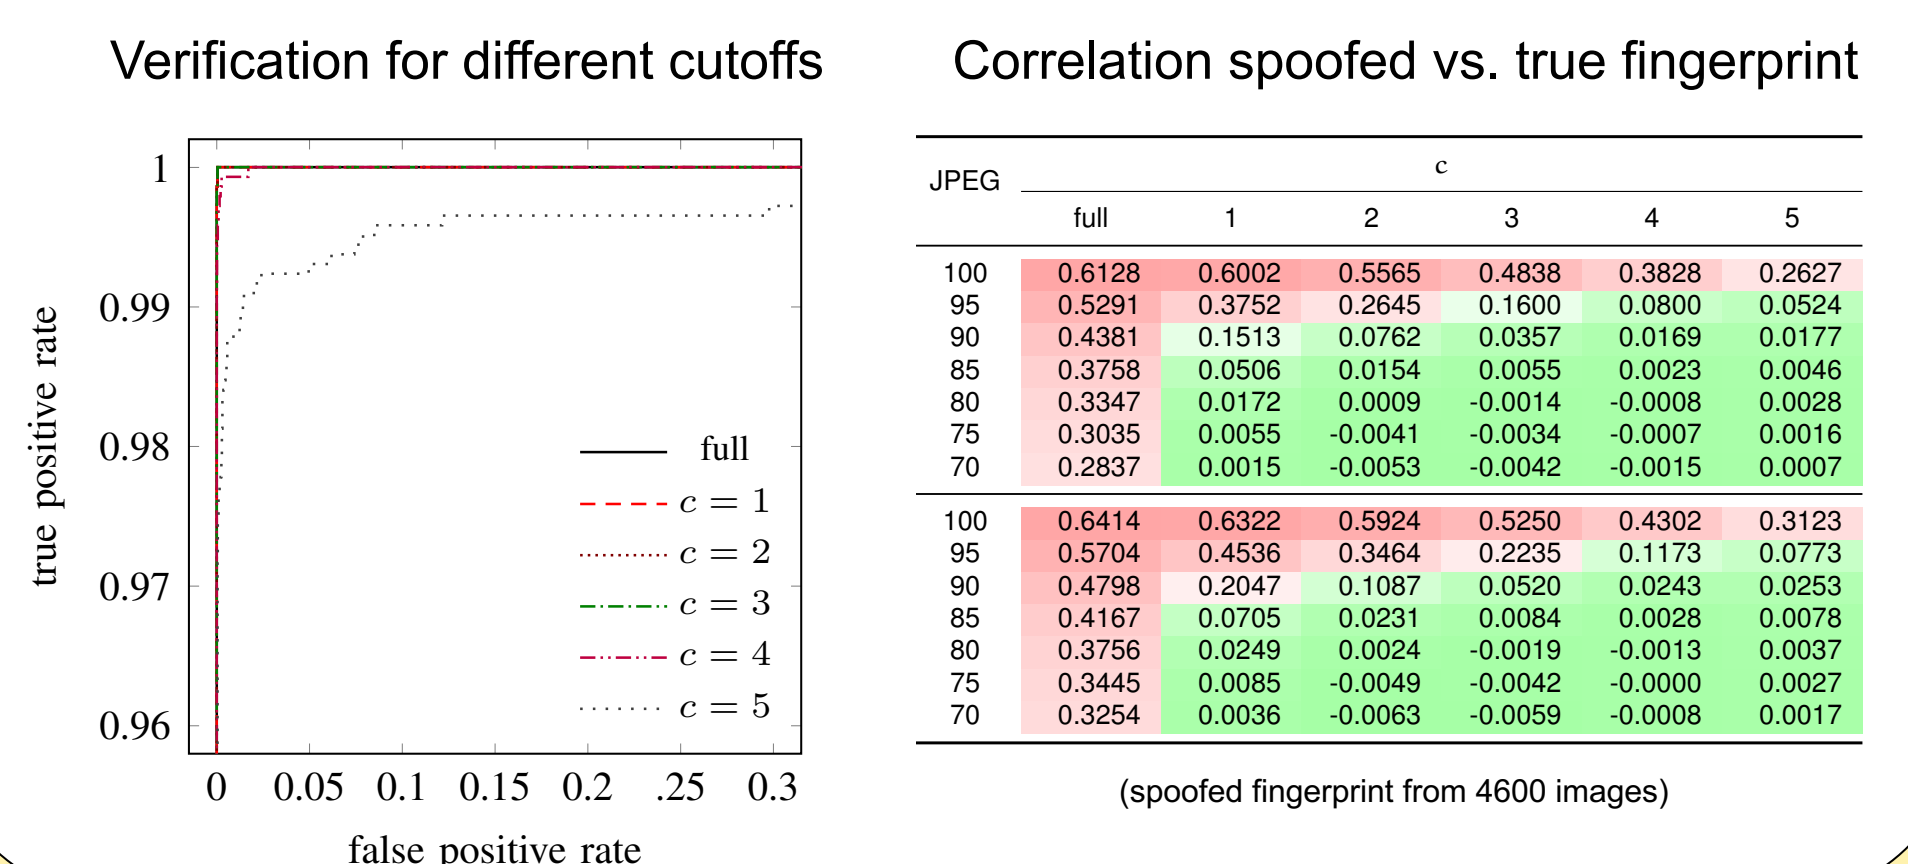 Verification for different cutoffs
1
0.99
0.98
0.97
0.96
true positive rate
full
c = 1
c = 2
c = 3
c = 4
c = 5
0 0.05 0.1 0.15 0.2 .25 0.3
false positive rate
Correlation spoofed vs. true fingerprint
JPEG c
full 1 2 3 4 5
100 0.6128 0.6002 0.5565 0.4838 0.3828 0.2627
95 0.5291 0.3752 0.2645 0.1600 0.0800 0.0524
90 0.4381 0.1513 0.0762 0.0357 0.0169 0.0177
85 0.3758 0.0506 0.0154 0.0055 0.0023 0.0046
80 0.3347 0.0172 0.0009 -0.0014 -0.0008 0.0028
75 0.3035 0.0055 -0.0041 -0.0034 -0.0007 0.0016
70 0.2837 0.0015 -0.0053 -0.0042 -0.0015 0.0007
100 0.6414 0.6322 0.5924 0.5250 0.4302 0.3123
95 0.5704 0.4536 0.3464 0.2235 0.1173 0.0773
90 0.4798 0.2047 0.1087 0.0520 0.0243 0.0253
85 0.4167 0.0705 0.0231 0.0084 0.0028 0.0078
80 0.3756 0.0249 0.0024 -0.0019 -0.0013 0.0037
75 0.3445 0.0085 -0.0049 -0.0042 -0.0000 0.0027
70 0.3254 0.0036 -0.0063 -0.0059 -0.0008 0.0017
(spoofed fingerprint from 4600 images)